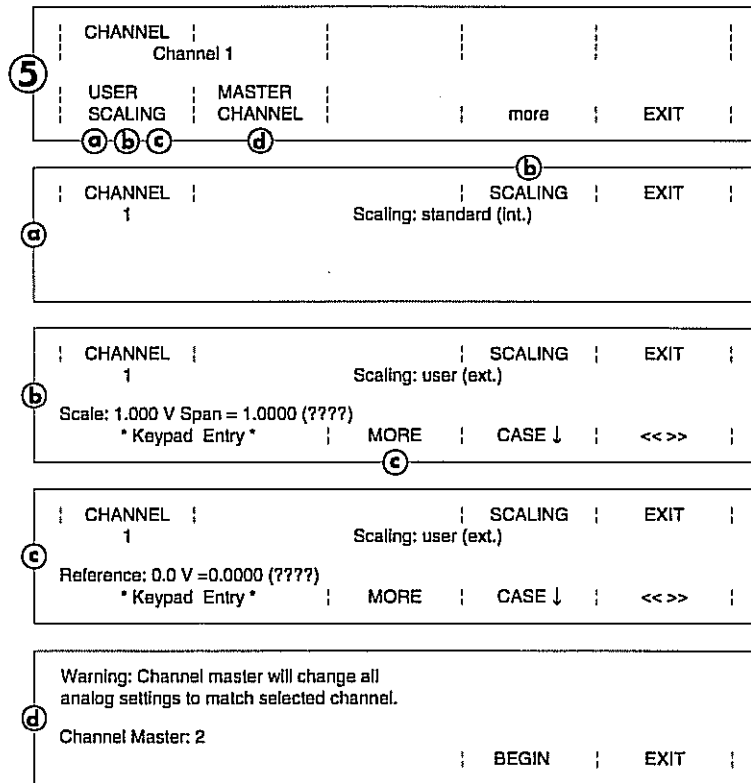 CHANNEL
Channel 1
5
USER MASTER
SCALING CHANNEL more EXIT
a b c d
b
CHANNEL SCALING EXIT
1 Scaling: standard (int.)
a
CHANNEL SCALING EXIT
1 Scaling: user (ext.)
b
Scale: 1.000 V Span = 1.0000 (????)
* Keypad Entry * MORE CASE ↓ << >>
c
CHANNEL SCALING EXIT
1 Scaling: user (ext.)
c
Reference: 0.0 V =0.0000 (????)
* Keypad Entry * MORE CASE ↓ << >>
Warning: Channel master will change all
analog settings to match selected channel.
d
Channel Master: 2
BEGIN EXIT